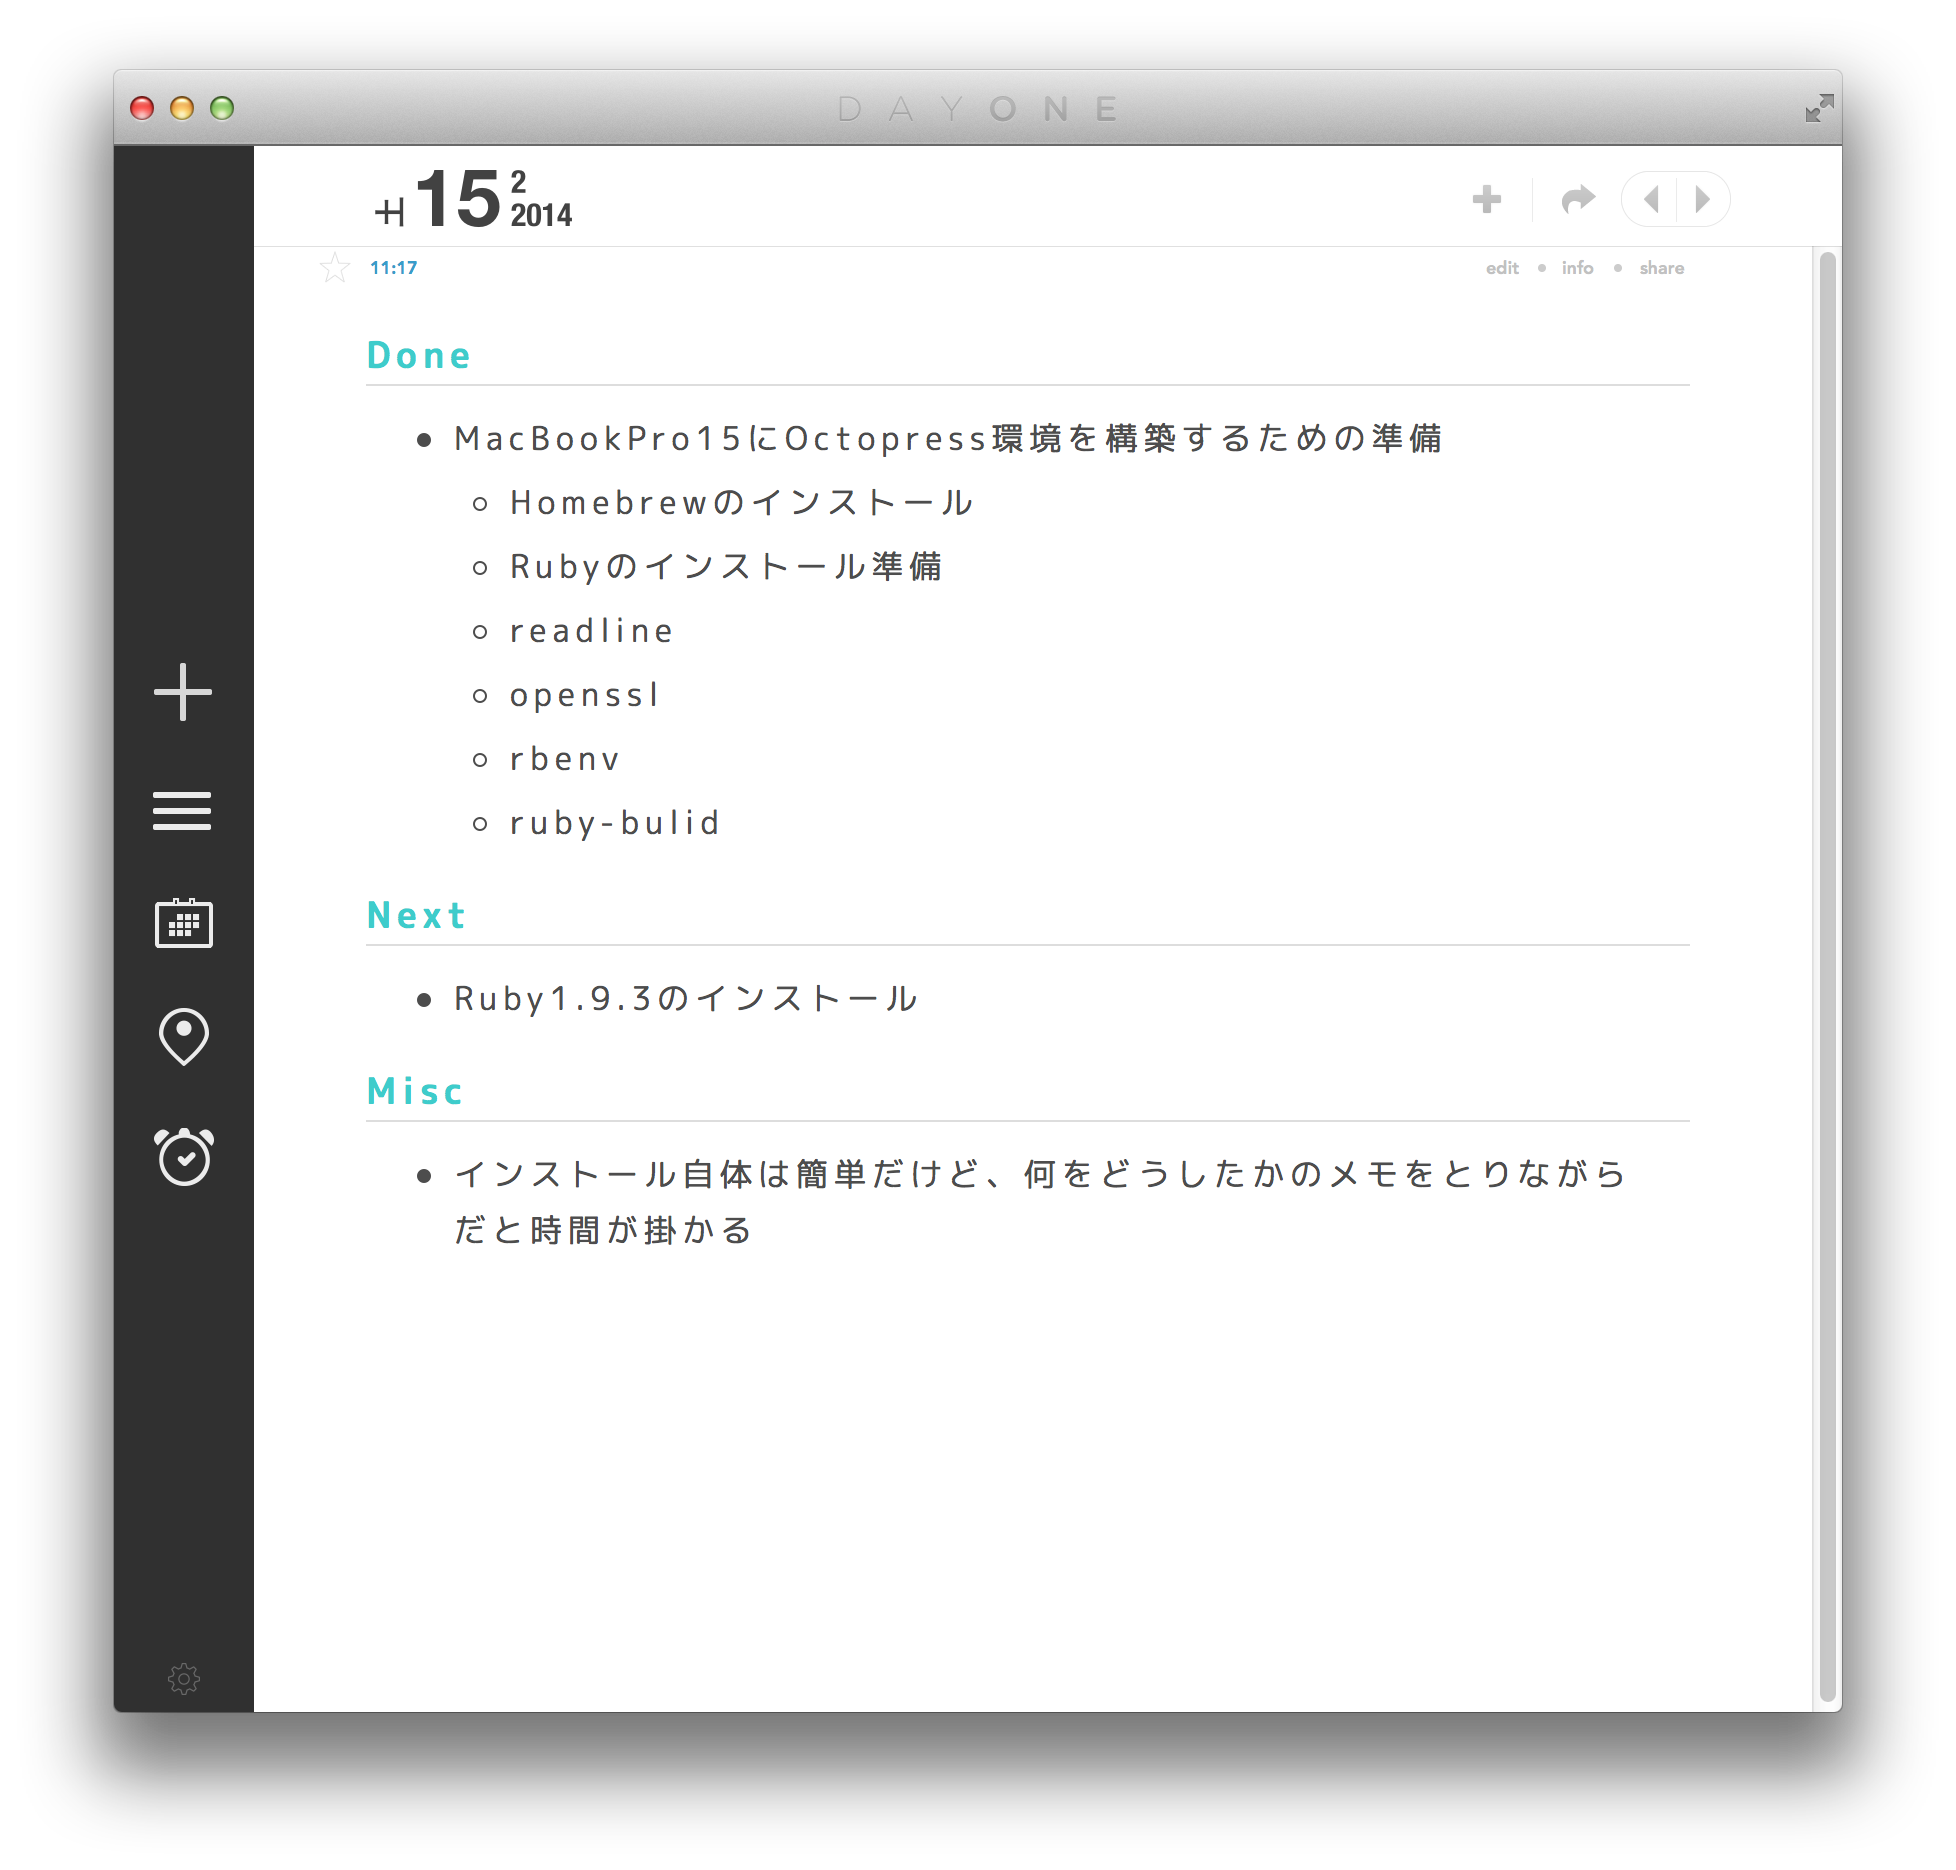 DAYONE
土 15 2
2014
11:17
edit • info • share
Done
MacBookPro15にOctopress環境を構築するための準備
Homebrewのインストール
Rubyのインストール準備
readline
openssl
rbenv
ruby-bulid
Next
Ruby1.9.3のインストール
Misc
インストール自体は簡単だけど、何をどうしたかのメモをとりながら
だと時間が掛かる